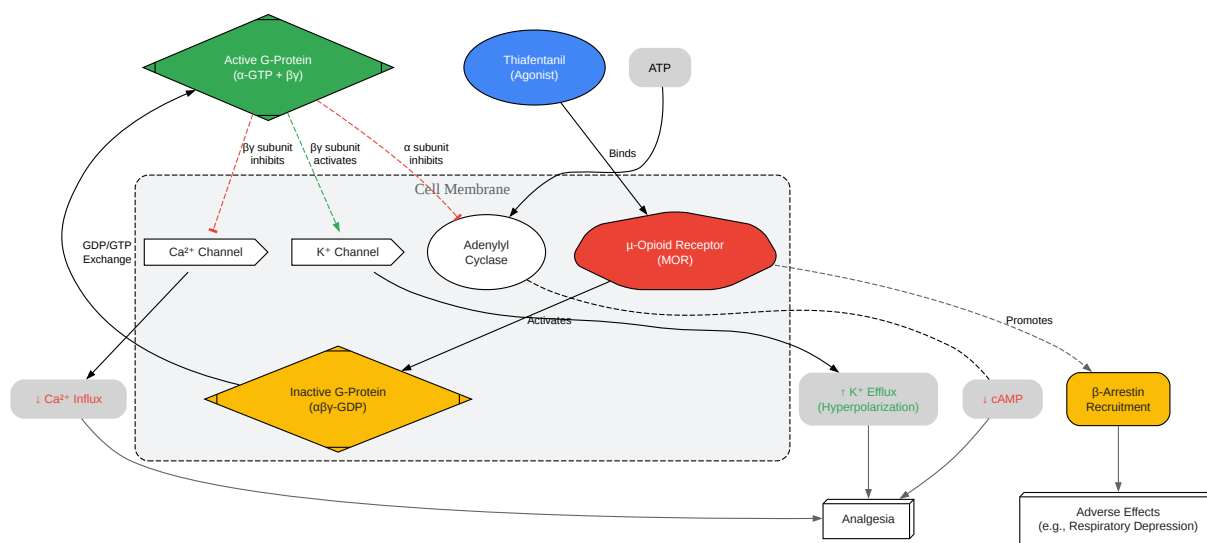 Active G-Protein
(α-GTP + βγ)
Thiafentanil
(Agonist)
ATP
βγ subunit
inhibits
βγ subunit
activates
α subunit
inhibits
Binds
Cell Membrane
GDP/GTP
Exchange
Ca²⁺ Channel
K⁺ Channel
Adenylyl
Cyclase
µ-Opioid Receptor
(MOR)
Activates
Promotes
↓ Ca²⁺ Influx
Inactive G-Protein
(αβγ-GDP)
↑ K⁺ Efflux
(Hyperpolarization)
↓ cAMP
β-Arrestin
Recruitment
Analgesia
Adverse Effects
(e.g., Respiratory Depression)